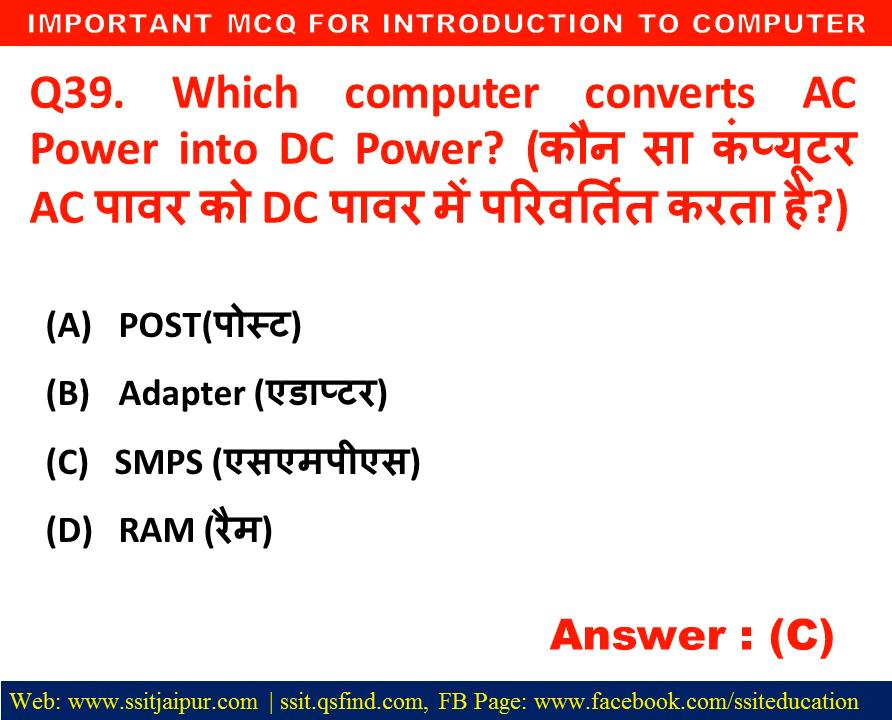 IMPORTANT MCQ FOR INTRODUCTION TO COMPUTER
Q39. Which computer converts AC
Power into DC Power? (कौन सा कंप्यूटर
AC पावर को DC पावर में परिवर्तित करता है?)
(A) POST(पोस्ट)
(B) Adapter (एडाप्टर)
(C) SMPS (एसएमपीएस)
(D) RAM (रैम)
Answer : (C)
Web: www.ssitjaipur.com | ssit.qsfind.com, FB Page: www.facebook.com/ssiteducation